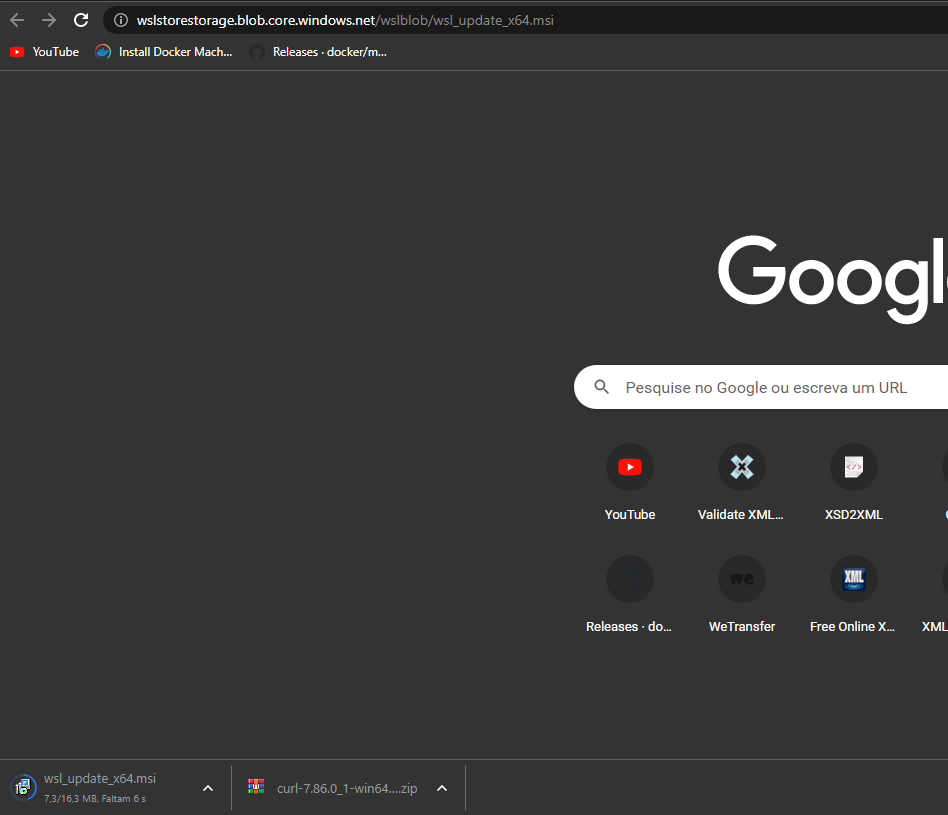 wslstorestorage.blob.core.windows.net/wslblob/wsl_update_x64.msi
YouTube
Install Docker Mach...
Releases · docker/m...
Google
Pesquise no Google ou escreva um URL
YouTube
Validate XML...
XSD2XML
Releases · do...
WeTransfer
Free Online X...
XML
wsl_update_x64.msi
7,3/16,3 MB, Faltam 6 s
curl-7.86.0_1-win64....zip